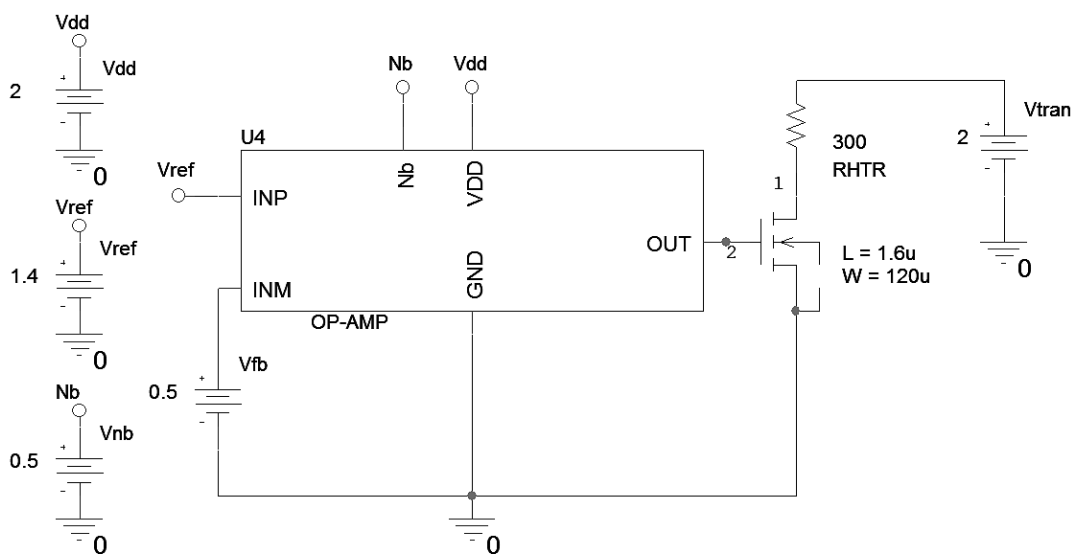 Vdd
Vdd
+
2
-
0
Vref
Vref
+
1.4
-
0
Nb
Vnb
+
0.5
-
0
Nb
Vdd
U4
Vref
INP
Nb
VDD
INM
GND
OUT
OP-AMP
+
Vfb
0.5
-
-
0
2
1
300
RHTR
L = 1.6u
W = 120u
+
Vtran
2
-
0